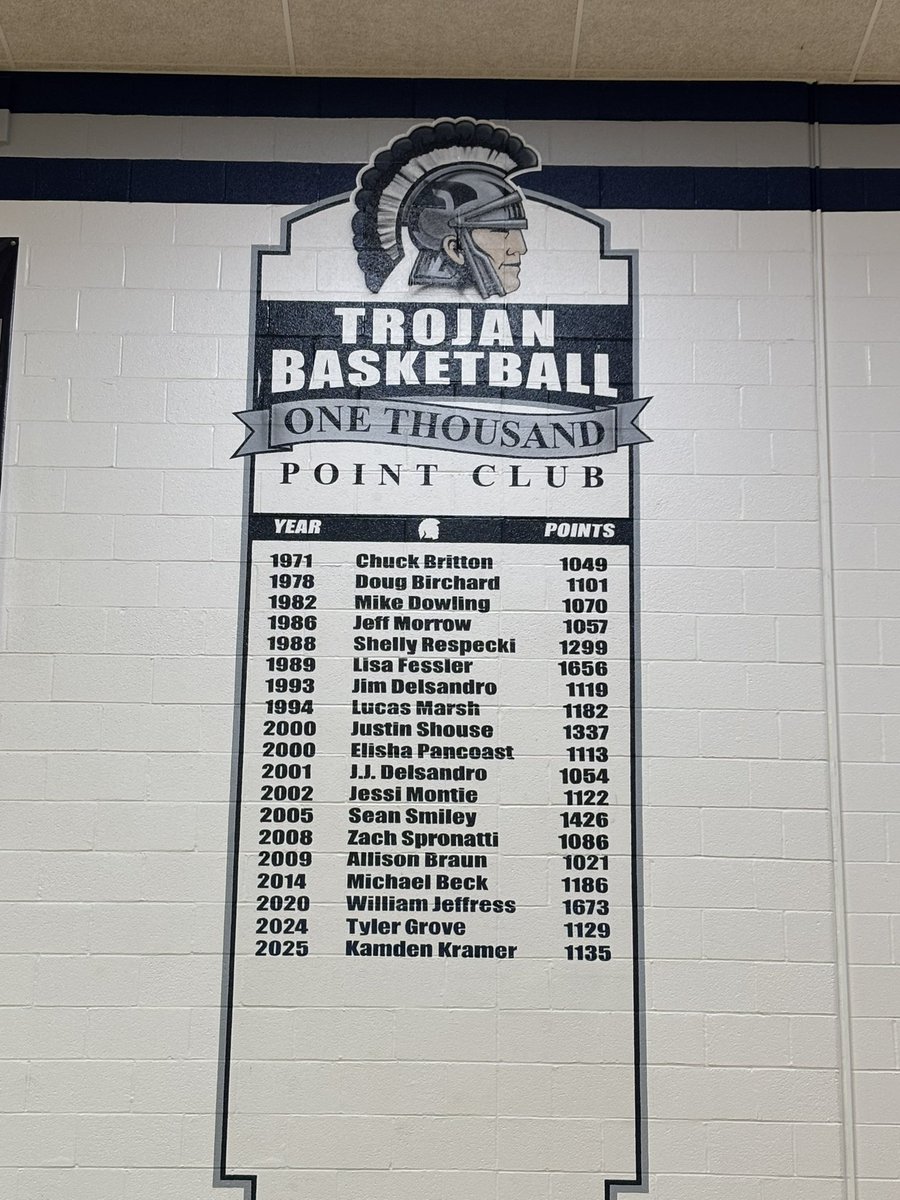 TROJAN
BASKETBALL
ONE THOUSAND
POINT CLUB
YEAR POINTS
1971 Chuck Britton 1049
1978 Doug Birchard 1101
1982 Mike Dowling 1070
1986 Jeff Morrow 1057
1988 Shelly Respecki 1299
1989 Lisa Fessler 1656
1993 Jim Delsandro 1119
1994 Lucas Marsh 1182
2000 Justin Shouse 1337
2000 Elisha Pancoast 1113
2001 J.J. Delsandro 1054
2002 Jessi Montie 1122
2005 Sean Smiley 1426
2008 Zach Spronatti 1086
2009 Allison Braun 1021
2014 Michael Beck 1186
2020 William Jeffress 1673
2024 Tyler Grove 1129
2025 Kamden Kramer 1135